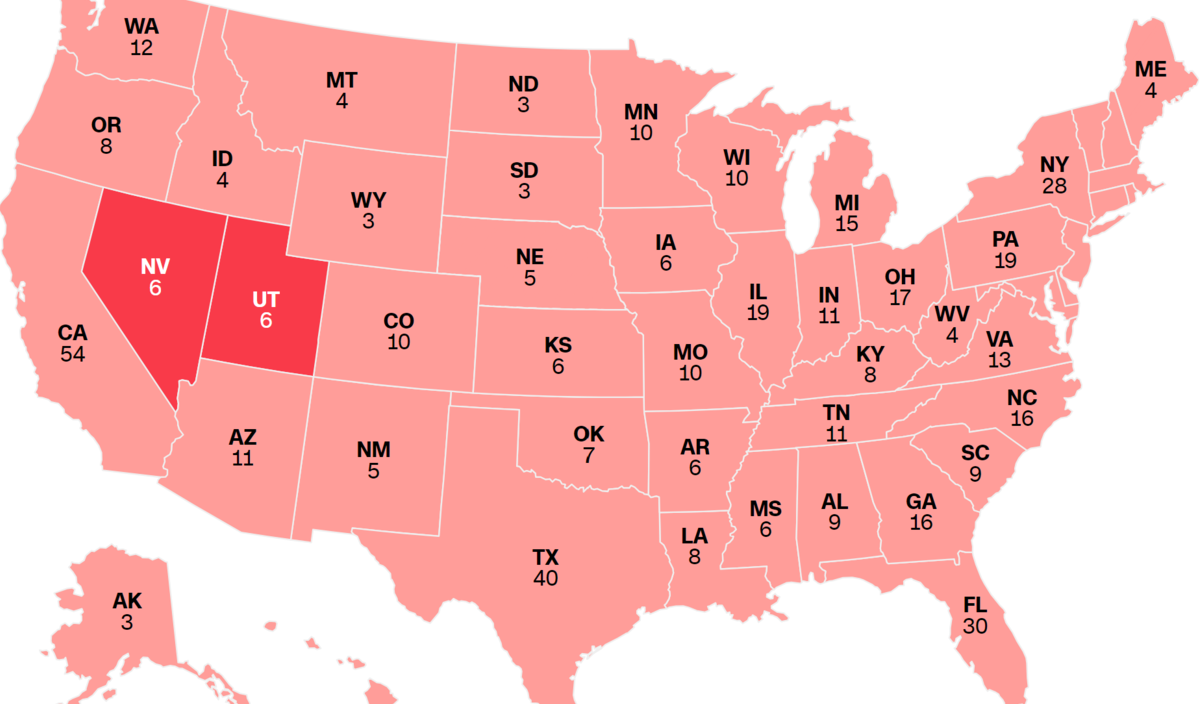 WA
12
MT
4
ND
3
MN
10
ME
4
OR
8
ID
4
WI
10
NY
28
SD
3
WY
3
MI
15
IA
6
PA
19
NE
5
NV
6
UT
6
OH
17
IL
19
IN
11
WV
4
CA
54
CO
10
KS
6
MO
10
KY
8
VA
13
NC
16
TN
11
AZ
11
NM
5
OK
7
AR
6
SC
9
MS
6
AL
9
GA
16
LA
8
TX
40
AK
3
FL
30